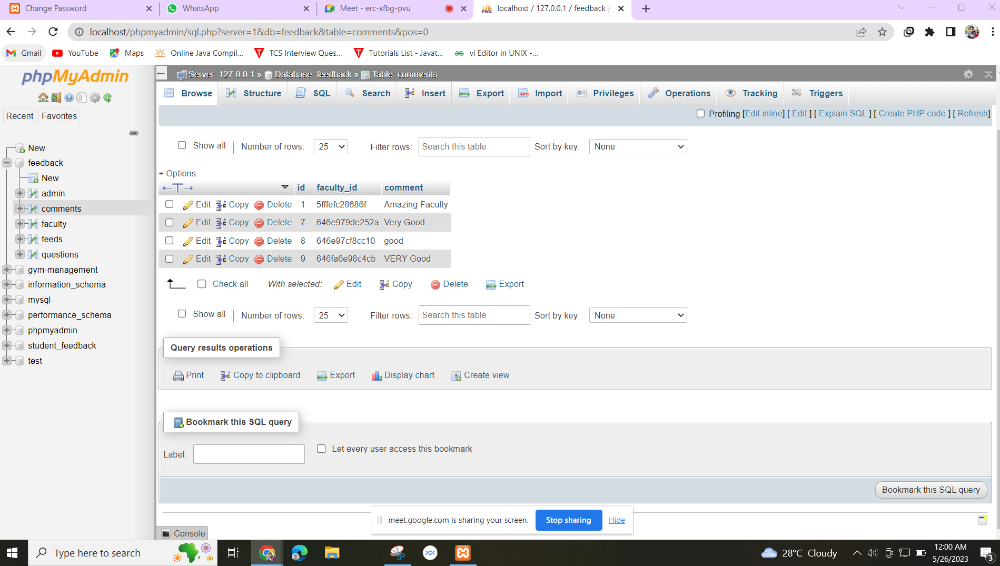 Change Password
WhatsApp
Meet - erc-xfbg-pvu
localhost / 127.0.0.1 / feedback /
localhost/phpmyadmin/sql.php?server=1&db=feedback&table=comments&pos=0
Gmail YouTube Maps Online Java Compil... TCS Interview Ques... Tutorials List - Javat... vi Editor in UNIX -...
phpMyAdmin
Recent Favorites
New
feedback
New
admin
comments
faculty
feeds
questions
gym-management
information_schema
mysql
performance_schema
phpmyadmin
student_feedback
test
Server: 127.0.0.1 » Database: feedback » Table: comments
Browse Structure SQL Search Insert Export Import Privileges Operations Tracking Triggers
Profiling [Edit inline] [ Edit ] [ Explain SQL ] [ Create PHP code ] [ Refresh]
Show all | Number of rows: 25 Filter rows: Search this table Sort by key: None
+ Options
←T→ id faculty_id comment
Edit Copy Delete 1 5fffefc28686f Amazing Faculty
Edit Copy Delete 7 646e979de252a Very Good
Edit Copy Delete 8 646e97cf8cc10 good
Edit Copy Delete 9 646fa6e98c4cb VERY Good
Check all With selected: Edit Copy Delete Export
Show all | Number of rows: 25 Filter rows: Search this table Sort by key: None
Query results operations
Print Copy to clipboard Export Display chart Create view
Bookmark this SQL query
Label: Let every user access this bookmark
Bookmark this SQL query
meet.google.com is sharing your screen. Stop sharing Hide
Console
Type here to search
28°C Cloudy
12:00 AM
5/26/2023
3